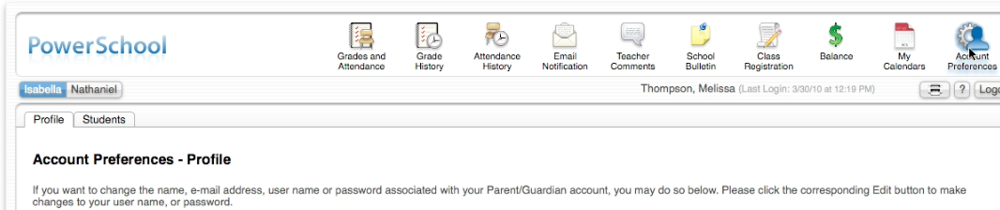 PowerSchool
Grades and Attendance
Grade History
Attendance History
Email Notification
Teacher Comments
School Bulletin
Class Registration
$
Balance
My Calendars
Account Preferences
Isabella Nathaniel
Thompson, Melissa (Last Login: 3/30/10 at 12:19 PM)
?
Profile Students
Account Preferences - Profile
If you want to change the name, e-mail address, user name or password associated with your Parent/Guardian account, you may do so below. Please click the corresponding Edit button to make
changes to your user name, or password.